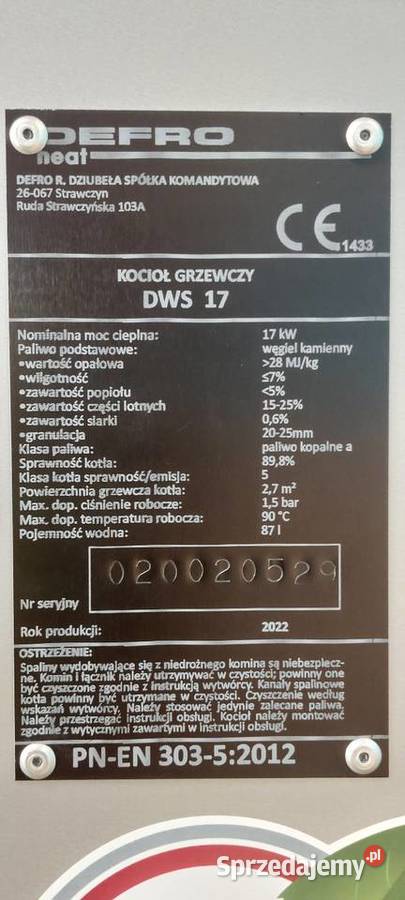 DEFRO
heat
DEFRO R. DZIUBEŁA SPÓŁKA KOMANDYTOWA
26-067 Strawczyn
Ruda Strawczyńska 103A
CE 1433
KOCIOŁ GRZEWCZY
DWS 17
Nominalna moc cieplna: 17 kW
Paliwo podstawowe: węgiel kamienny
•wartość opałowa >28 MJ/kg
•wilgotność ≤7%
•zawartość popiołu <5%
•zawartość części lotnych 15-25%
•zawartość siarki 0,6%
•granulacja 20-25mm
Klasa paliwa: paliwo kopalne a
Sprawność kotła: 89,8%
Klasa kotła sprawność/emisja: 5
Powierzchnia grzewcza kotła: 2,7 m²
Max. dop. ciśnienie robocze: 1,5 bar
Max. dop. temperatura robocza: 90 °C
Pojemność wodna: 87 l
Nr seryjny 020020529
Rok produkcji: 2022
OSTRZEŻENIE:
Spaliny wydobywające się z niedrożnego komina są niebezpiecz-
ne. Komin i łącznik należy utrzymywać w czystości; powinny one
być czyszczone zgodnie z instrukcją wytwórcy. Kanały spalinowe
kotła powinny być utrzymane w czystości. Czyszczenie według
wskazań wytwórcy. Należy stosować jedynie zalecane paliwa.
Należy przestrzegać instrukcji obsługi. Kocioł należy montować
zgodnie z wytycznymi zawartymi w instrukcji obsługi.
PN-EN 303-5:2012
Sprzedajemy.pl